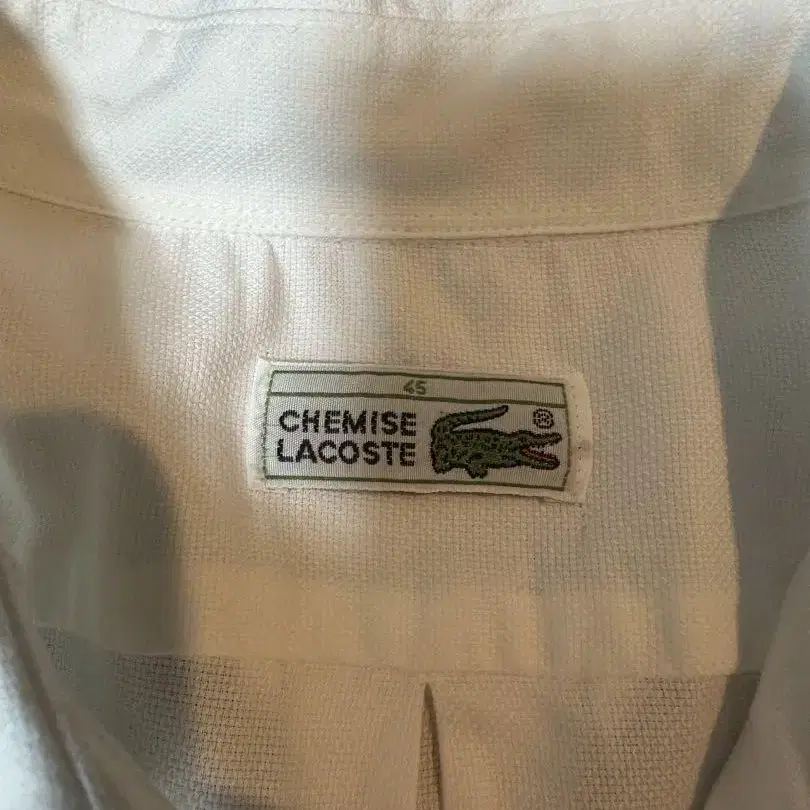 45
CHEMISE
LACOSTE
®